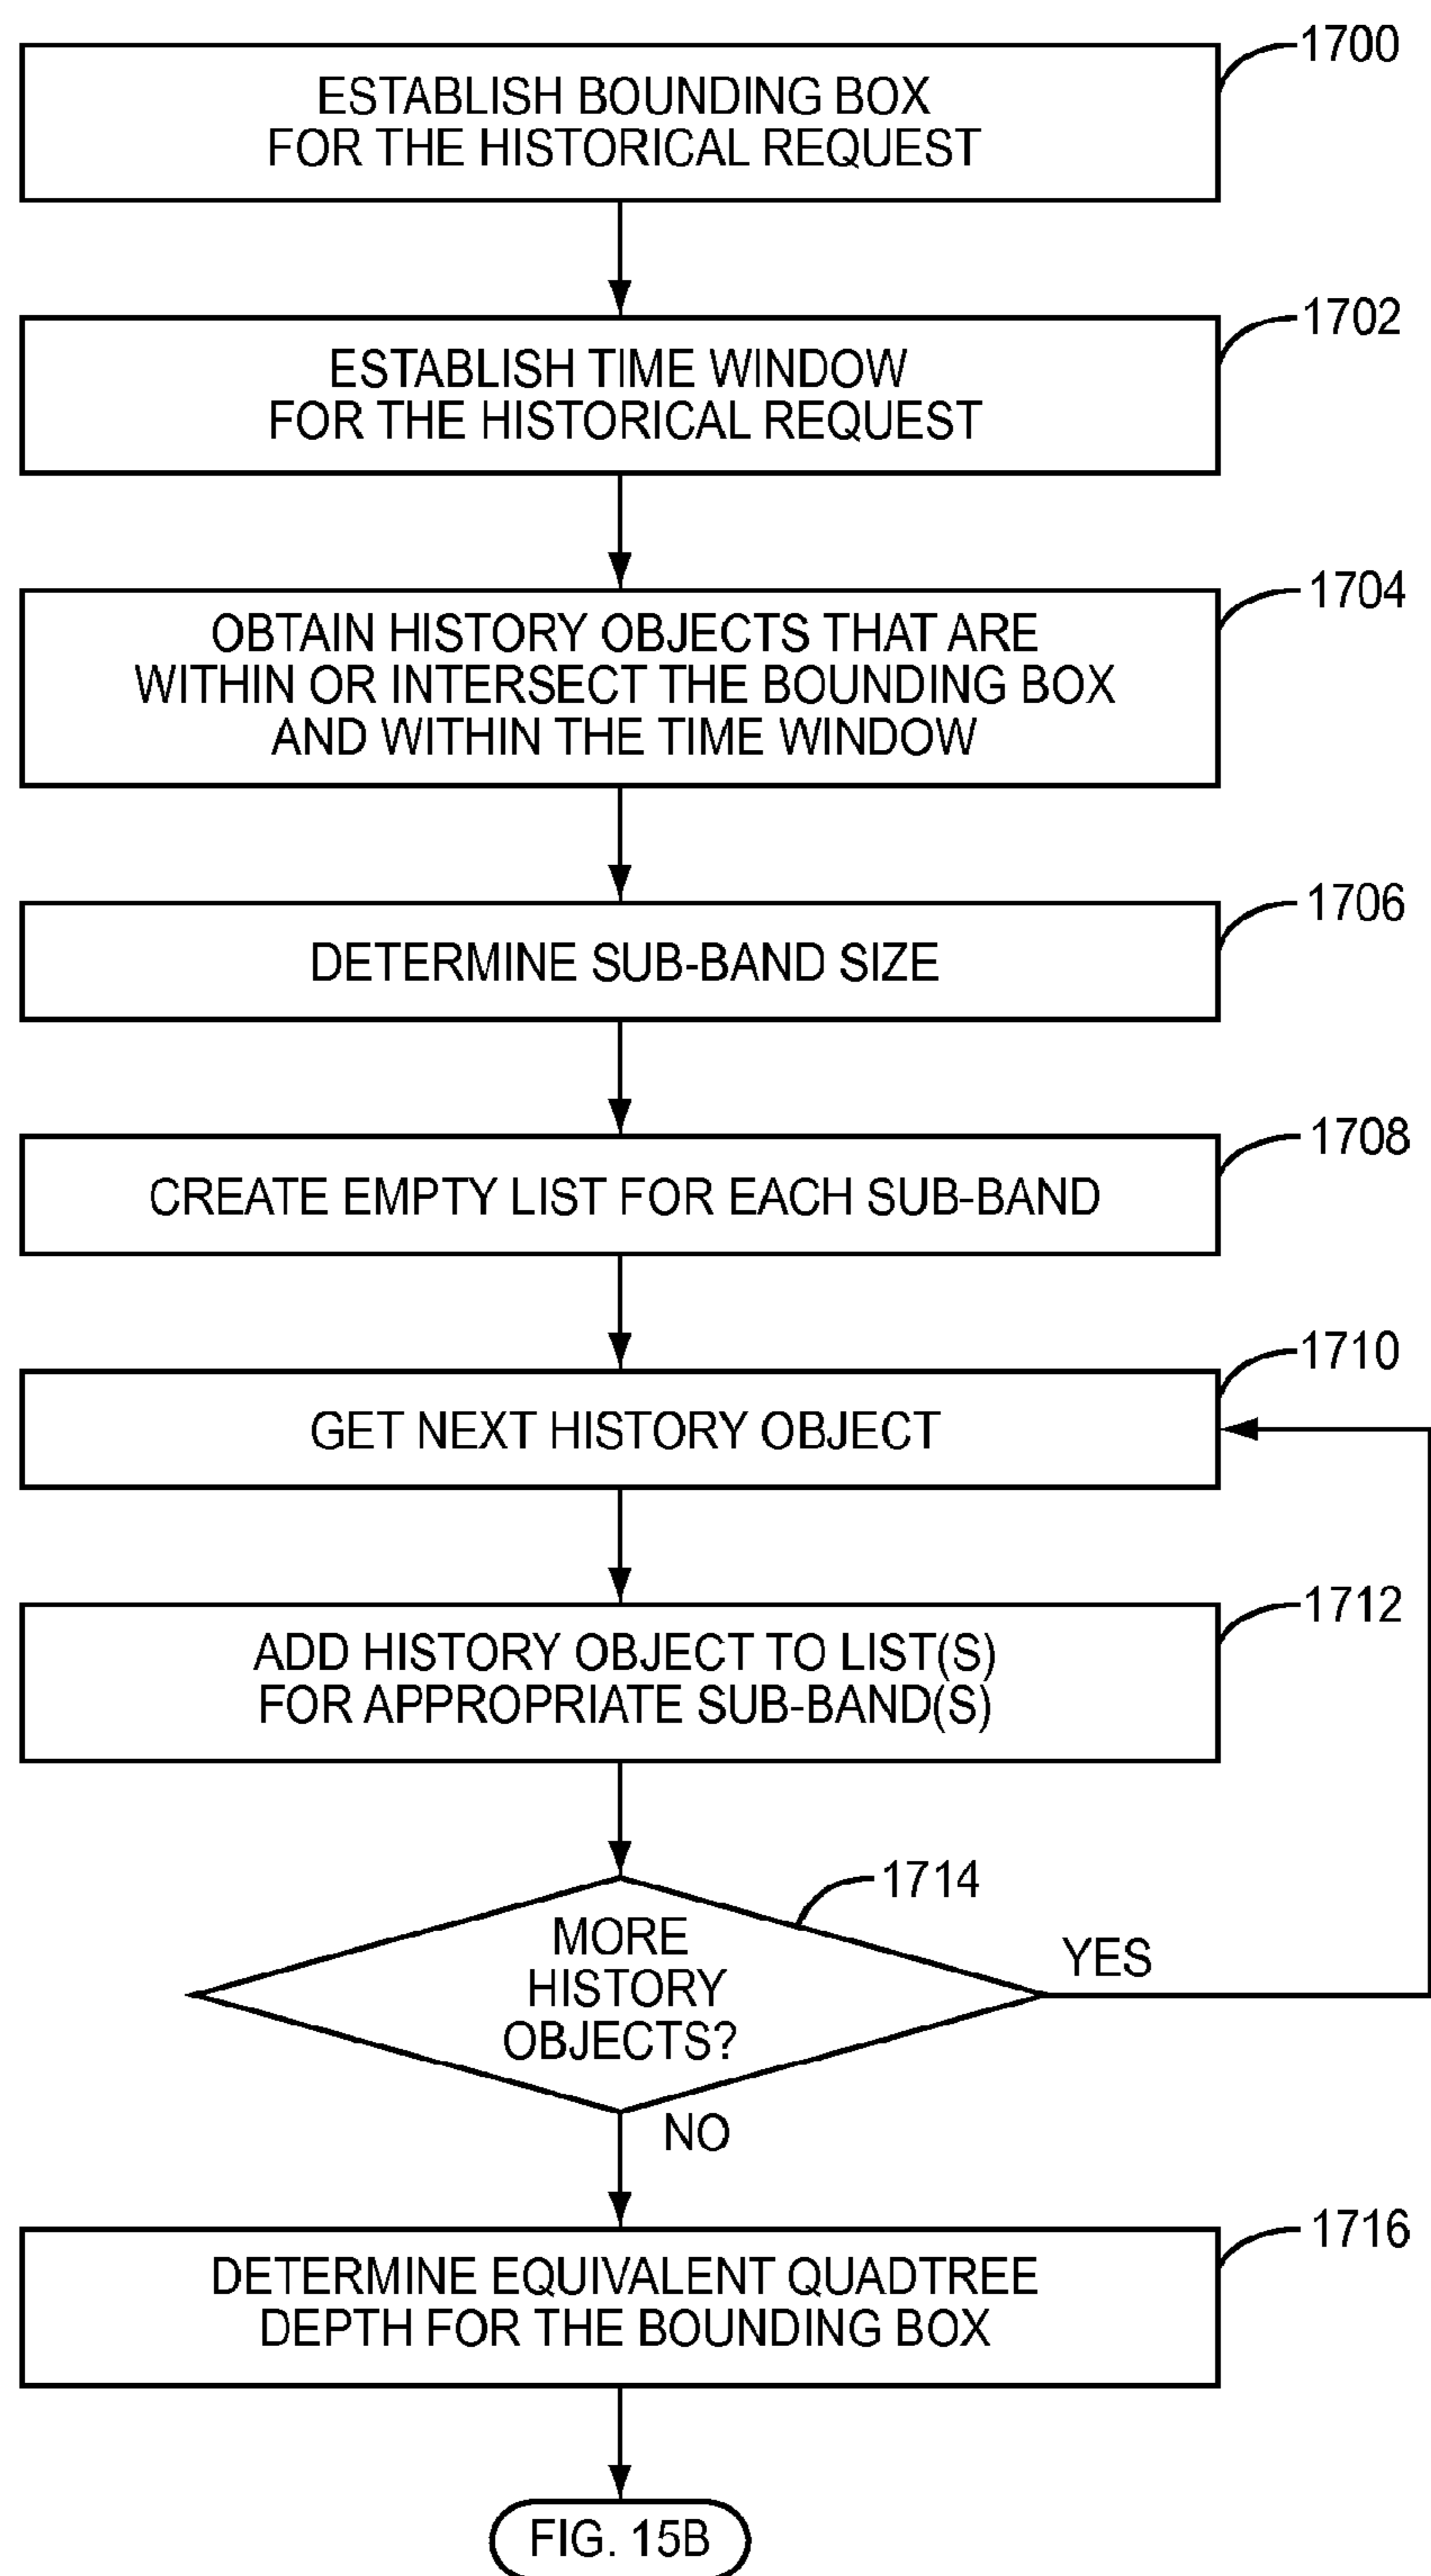 1700
ESTABLISH BOUNDING BOX
FOR THE HISTORICAL REQUEST
1702
ESTABLISH TIME WINDOW
FOR THE HISTORICAL REQUEST
1704
OBTAIN HISTORY OBJECTS THAT ARE
WITHIN OR INTERSECT THE BOUNDING BOX
AND WITHIN THE TIME WINDOW
1706
DETERMINE SUB-BAND SIZE
1708
CREATE EMPTY LIST FOR EACH SUB-BAND
1710
GET NEXT HISTORY OBJECT
1712
ADD HISTORY OBJECT TO LIST(S)
FOR APPROPRIATE SUB-BAND(S)
1714
MORE
HISTORY
OBJECTS?
YES
NO
1716
DETERMINE EQUIVALENT QUADTREE
DEPTH FOR THE BOUNDING BOX
FIG. 15B